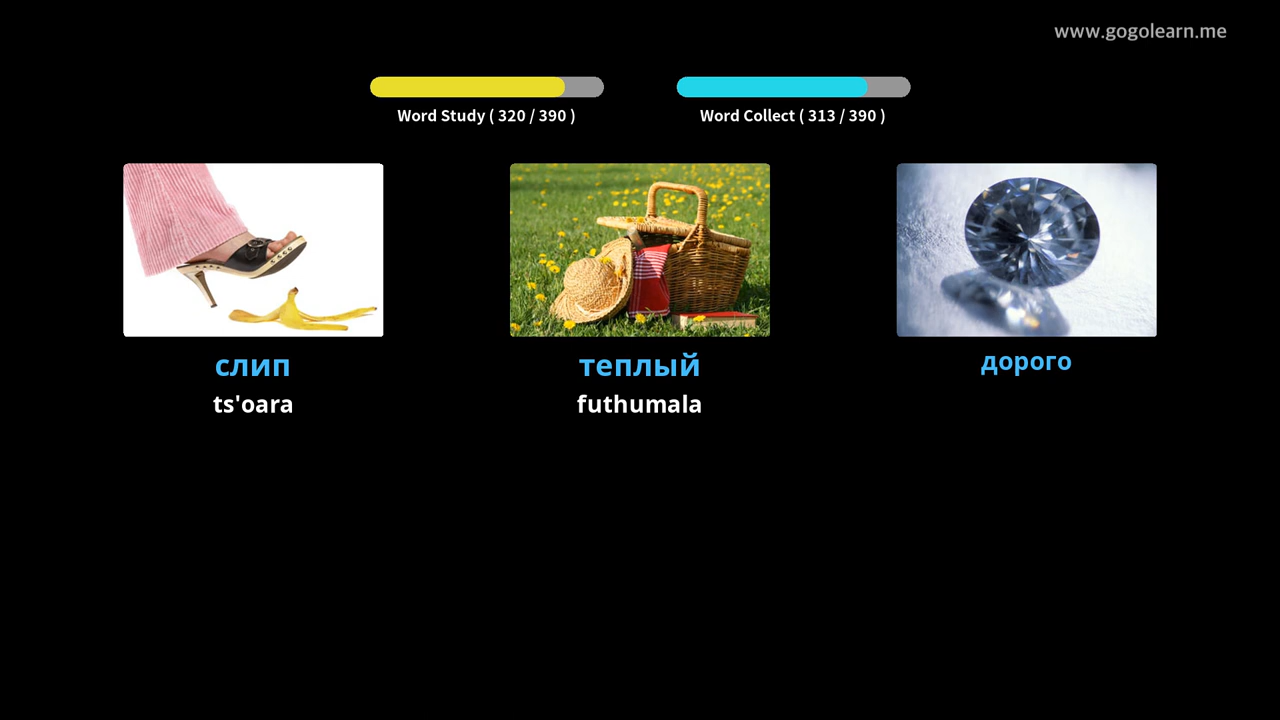 www.gogolearn.me
Word Study ( 320 / 390 )
Word Collect ( 313 / 390 )
слип
ts'oara
теплый
futhumala
дорого